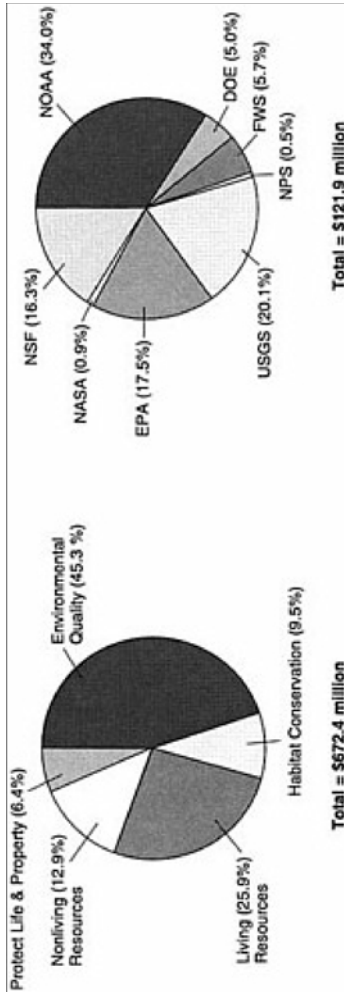 Protect Life & Property (6.4%)
Environmental
Quality (45.3 %)
Nonliving (12.9%)
Resources
Living (25.9%)
Resources
Habitat Conservation (9.5%)
Total = $672.4 million
NOAA (34.0%)
NSF (16.3%)
NASA (0.9%)
EPA (17.5%)
USGS (20.1%)
NPS (0.5%)
FWS (5.7%)
DOE (5.0%)
Total = $121.9 million